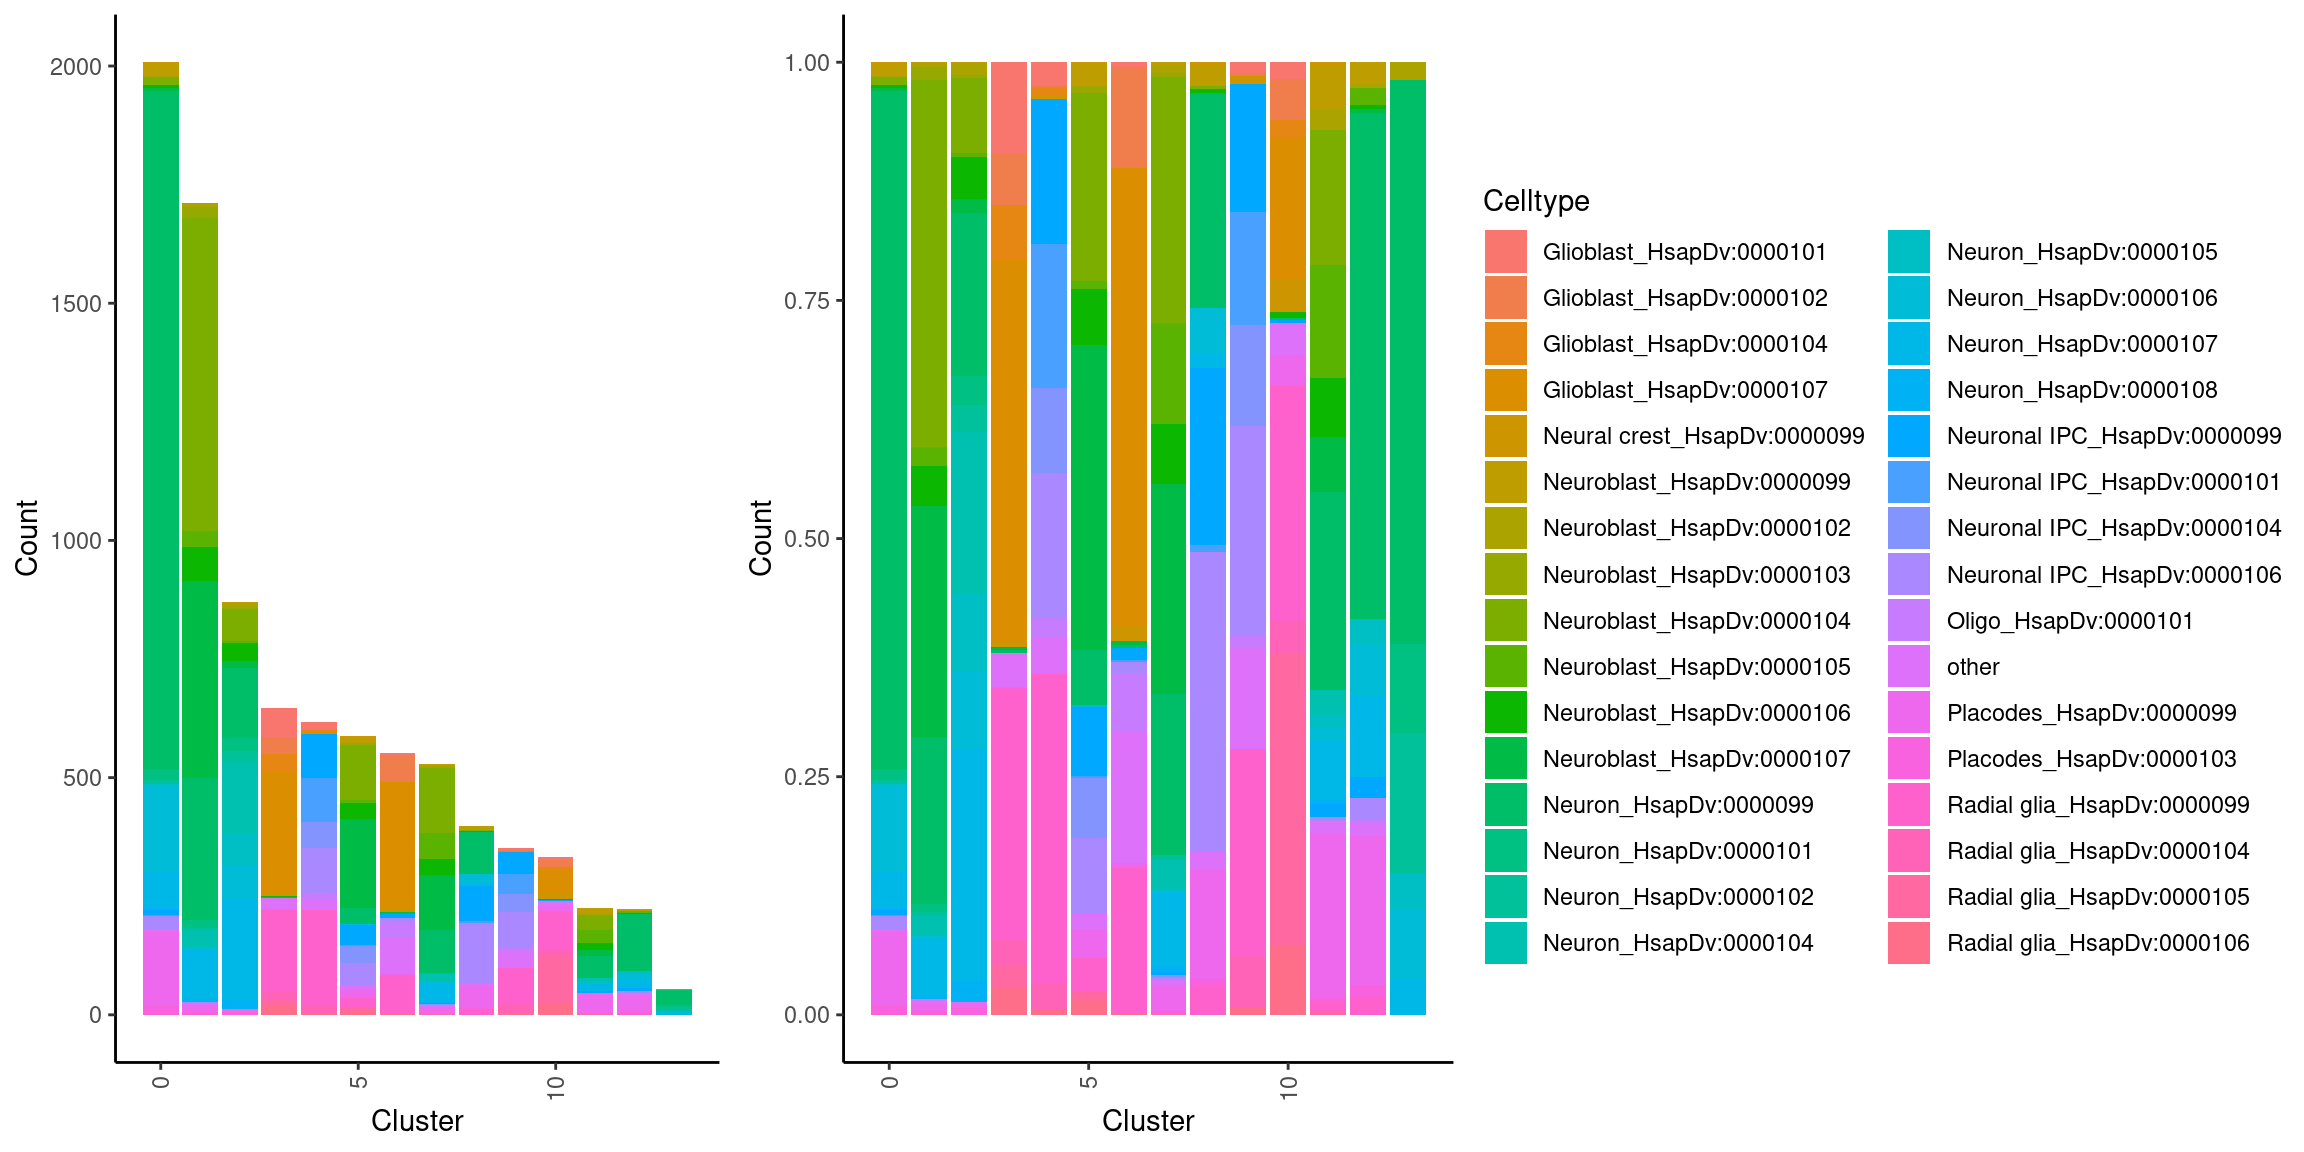 2000
1500
1000
500
0
Count
0
5
10
Cluster
1.00
0.75
0.50
0.25
0.00
Count
0
5
10
Cluster
Celltype
Glioblast_HsapDv:0000101
Glioblast_HsapDv:0000102
Glioblast_HsapDv:0000104
Glioblast_HsapDv:0000107
Neural crest_HsapDv:0000099
Neuroblast_HsapDv:0000099
Neuroblast_HsapDv:0000102
Neuroblast_HsapDv:0000103
Neuroblast_HsapDv:0000104
Neuroblast_HsapDv:0000105
Neuroblast_HsapDv:0000106
Neuroblast_HsapDv:0000107
Neuron_HsapDv:0000099
Neuron_HsapDv:0000101
Neuron_HsapDv:0000102
Neuron_HsapDv:0000104
Neuron_HsapDv:0000105
Neuron_HsapDv:0000106
Neuron_HsapDv:0000107
Neuron_HsapDv:0000108
Neuronal IPC_HsapDv:0000099
Neuronal IPC_HsapDv:0000101
Neuronal IPC_HsapDv:0000104
Neuronal IPC_HsapDv:0000106
Oligo_HsapDv:0000101
other
Placodes_HsapDv:0000099
Placodes_HsapDv:0000103
Radial glia_HsapDv:0000099
Radial glia_HsapDv:0000104
Radial glia_HsapDv:0000105
Radial glia_HsapDv:0000106